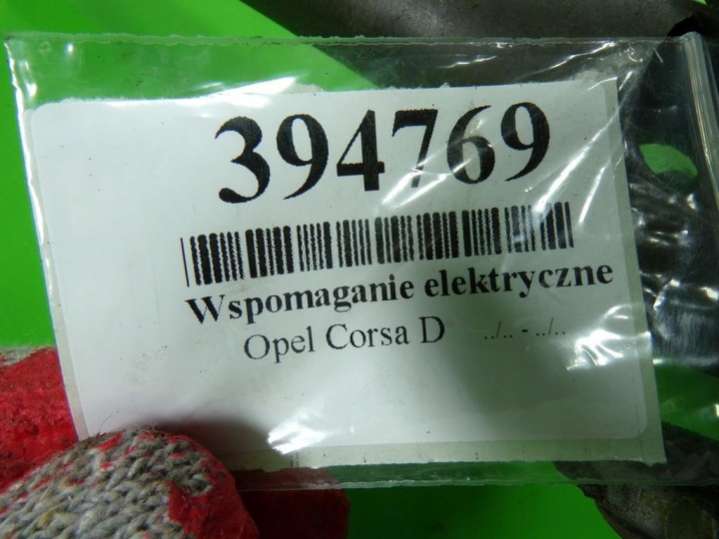 394769
Wspomaganie elektryczne
Opel Corsa D ../.. - ../..